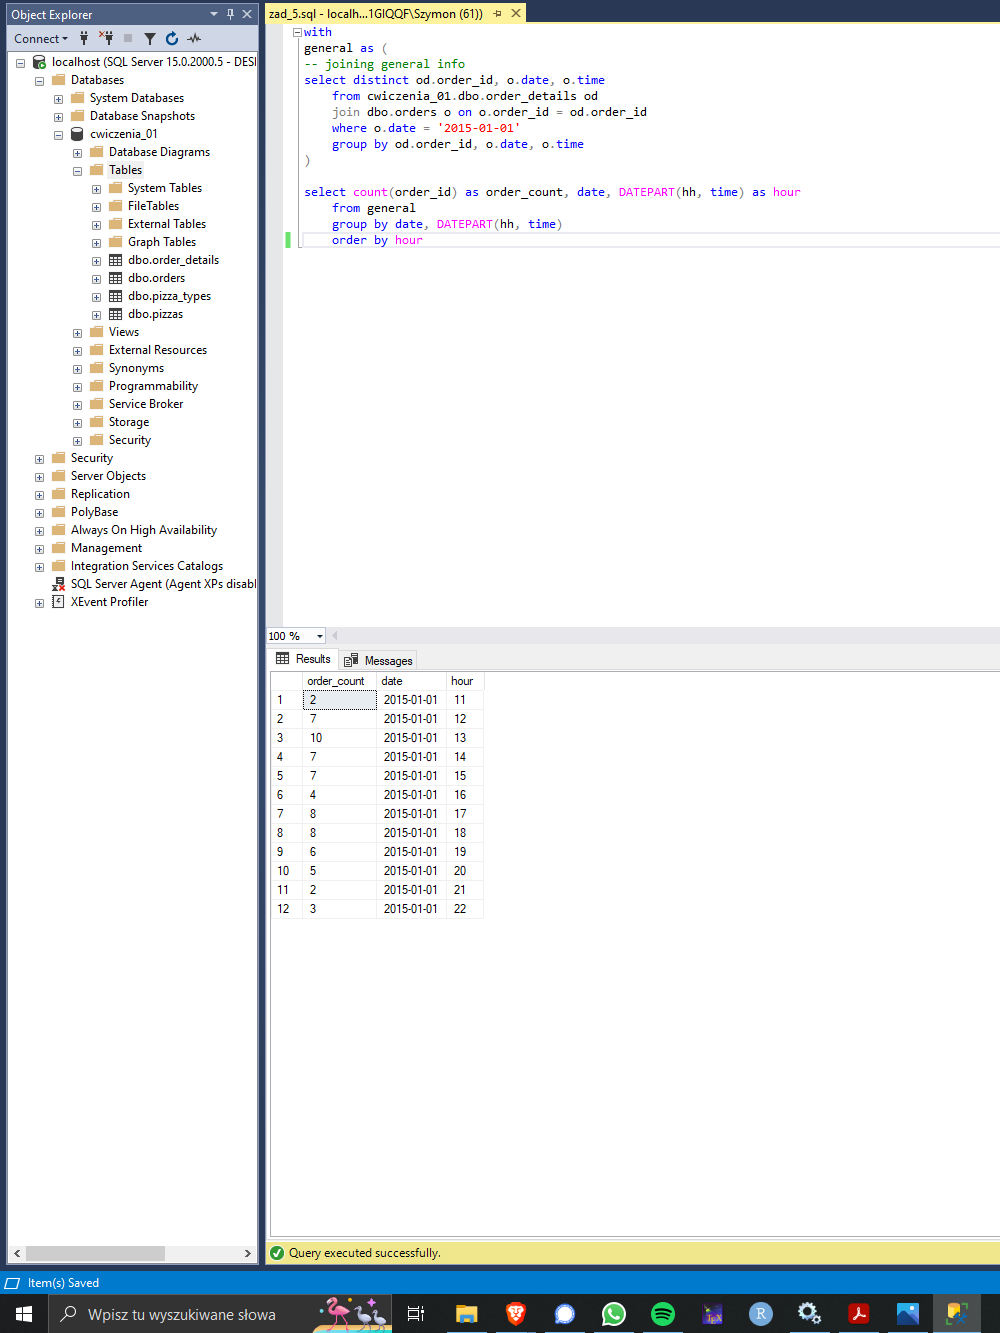 Object Explorer
Connect
localhost (SQL Server 15.0.2000.5 - DESI
Databases
System Databases
Database Snapshots
cwiczenia_01
Database Diagrams
Tables
System Tables
FileTables
External Tables
Graph Tables
dbo.order_details
dbo.orders
dbo.pizza_types
dbo.pizzas
Views
External Resources
Synonyms
Programmability
Service Broker
Storage
Security
Security
Server Objects
Replication
PolyBase
Always On High Availability
Management
Integration Services Catalogs
SQL Server Agent (Agent XPs disabl
XEvent Profiler
zad_5.sql - localh...1GIQQF\Szymon (61))
with
general as (
-- joining general info
select distinct od.order_id, o.date, o.time
from cwiczenia_01.dbo.order_details od
join dbo.orders o on o.order_id = od.order_id
where o.date = '2015-01-01'
group by od.order_id, o.date, o.time
)
select count(order_id) as order_count, date, DATEPART(hh, time) as hour
from general
group by date, DATEPART(hh, time)
order by hour
100 %
Results Messages
order_count date hour
1 2 2015-01-01 11
2 7 2015-01-01 12
3 10 2015-01-01 13
4 7 2015-01-01 14
5 7 2015-01-01 15
6 4 2015-01-01 16
7 8 2015-01-01 17
8 8 2015-01-01 18
9 6 2015-01-01 19
10 5 2015-01-01 20
11 2 2015-01-01 21
12 3 2015-01-01 22
Query executed successfully.
Item(s) Saved
Wpisz tu wyszukiwane słowa
R